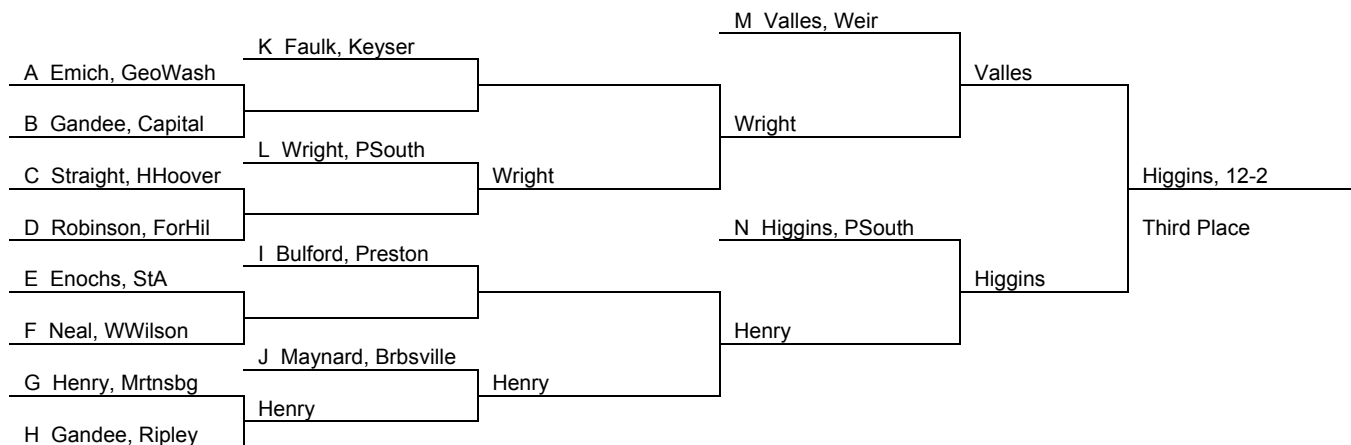 M Valles, Weir
K Faulk, Keyser
A Emich, GeoWash
Valles
B Gandee, Capital
Wright
L Wright, PSouth
C Straight, HHoover
Wright
Higgins, 12-2
D Robinson, ForHil
N Higgins, PSouth
Third Place
I Bulford, Preston
E Enochs, StA
Higgins
F Neal, WWilson
Henry
J Maynard, Brbsville
G Henry, Mrtnsbg
Henry
Henry
H Gandee, Ripley